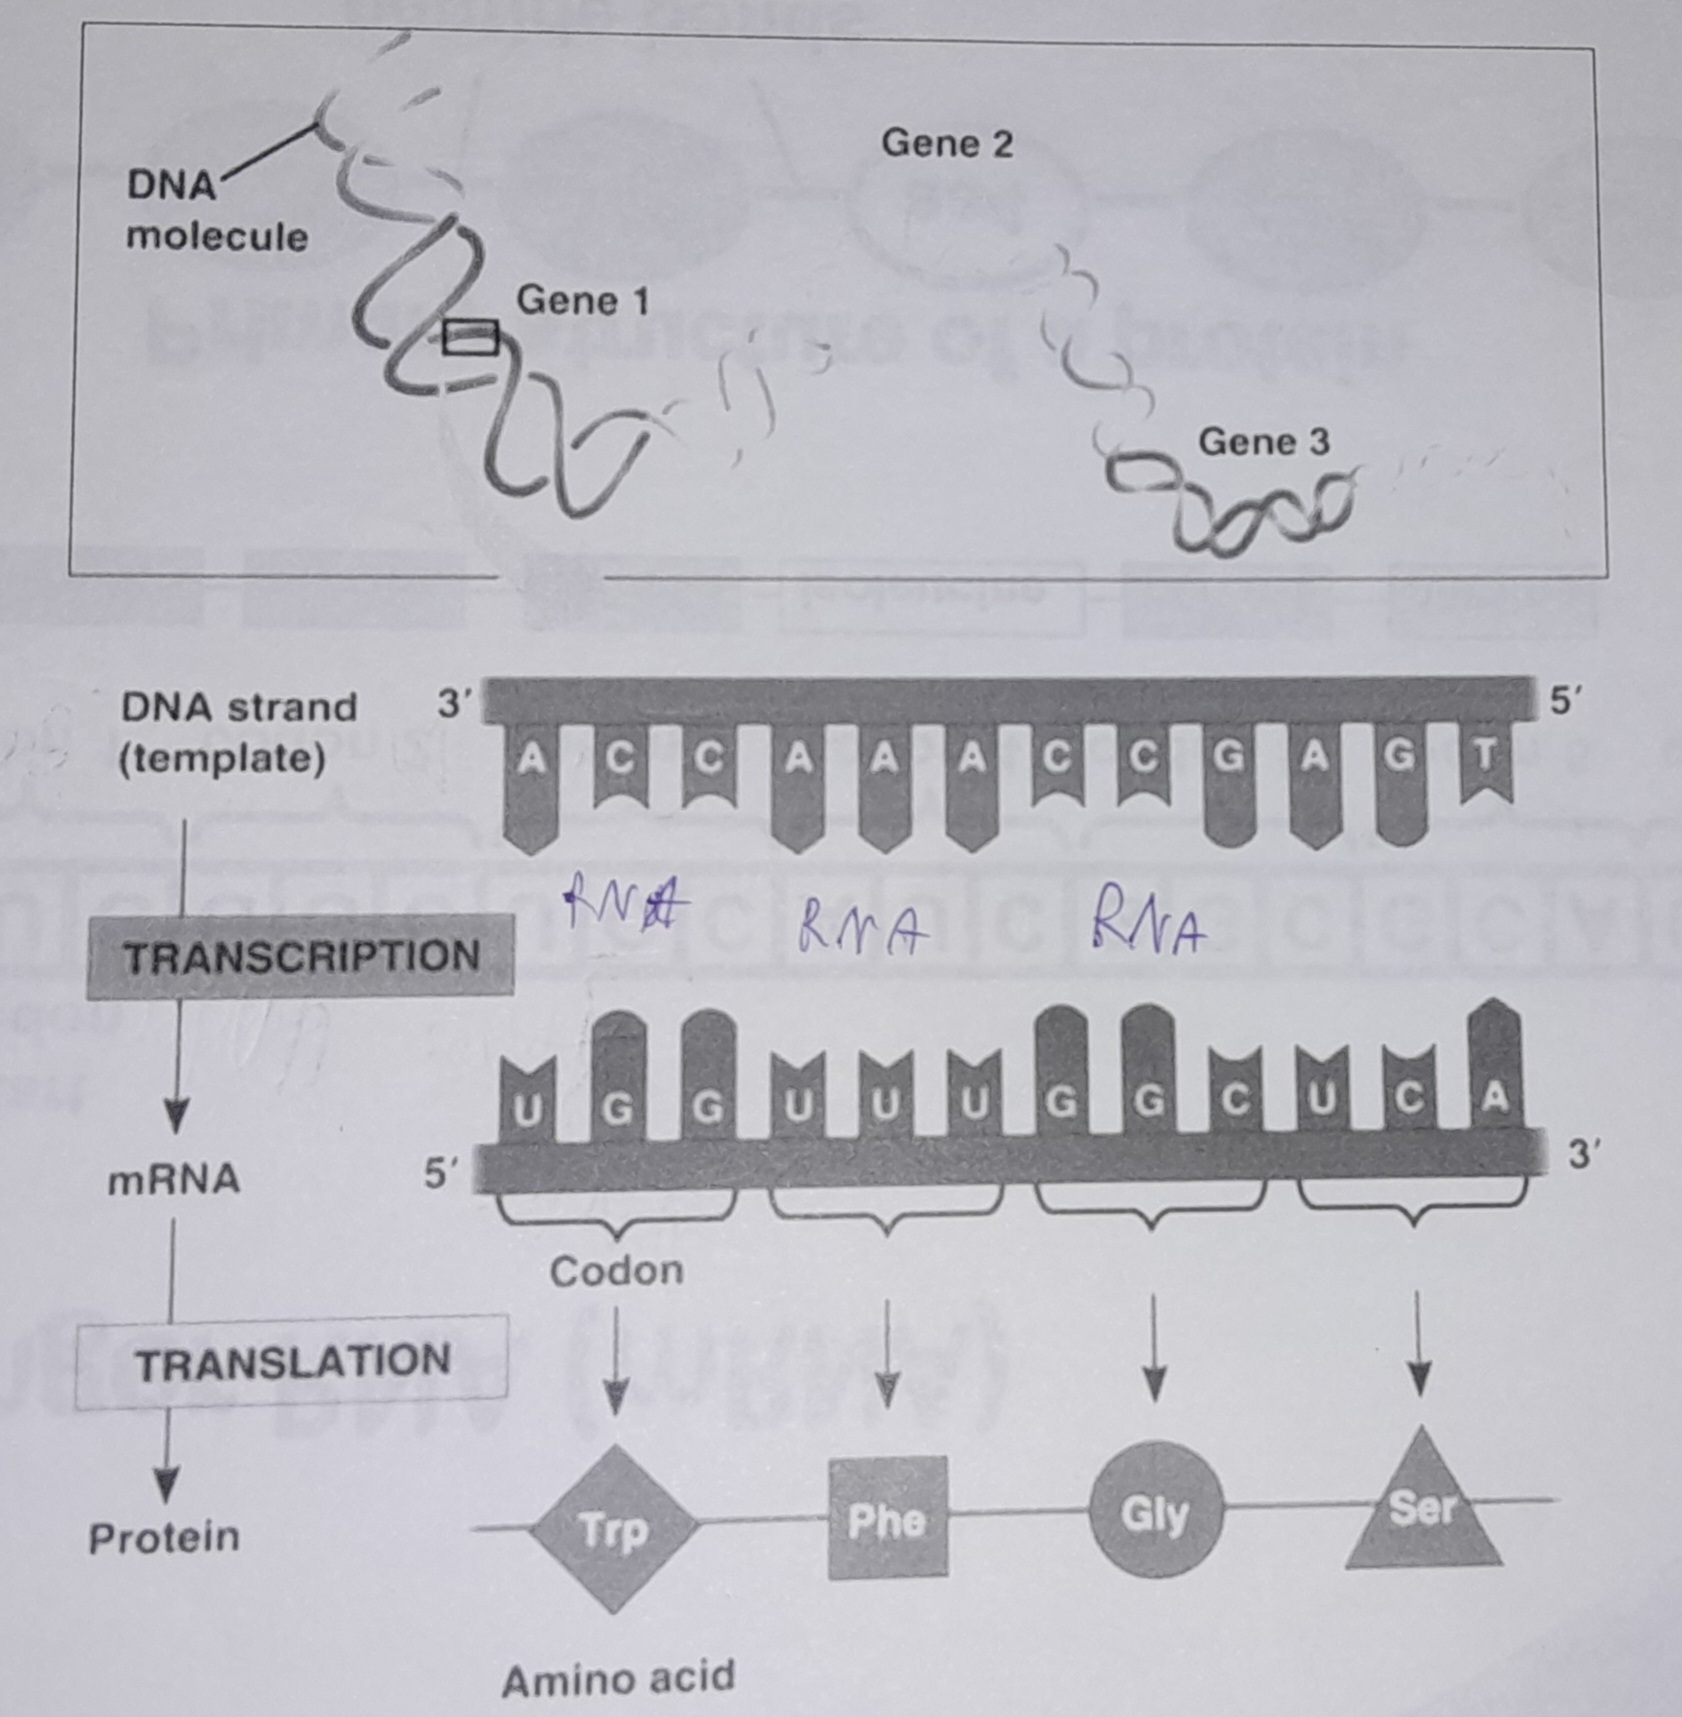 Gene 2
DNA
molecule
Gene 1
Gene 3
DNA strand
(template)
3′
5′
A C C A A A C C G A G T
RNA RNA RNA
TRANSCRIPTION
U G G U U U G G C U C A
mRNA
5′
3′
Codon
TRANSLATION
Trp Phe Gly Ser
Protein
Amino acid